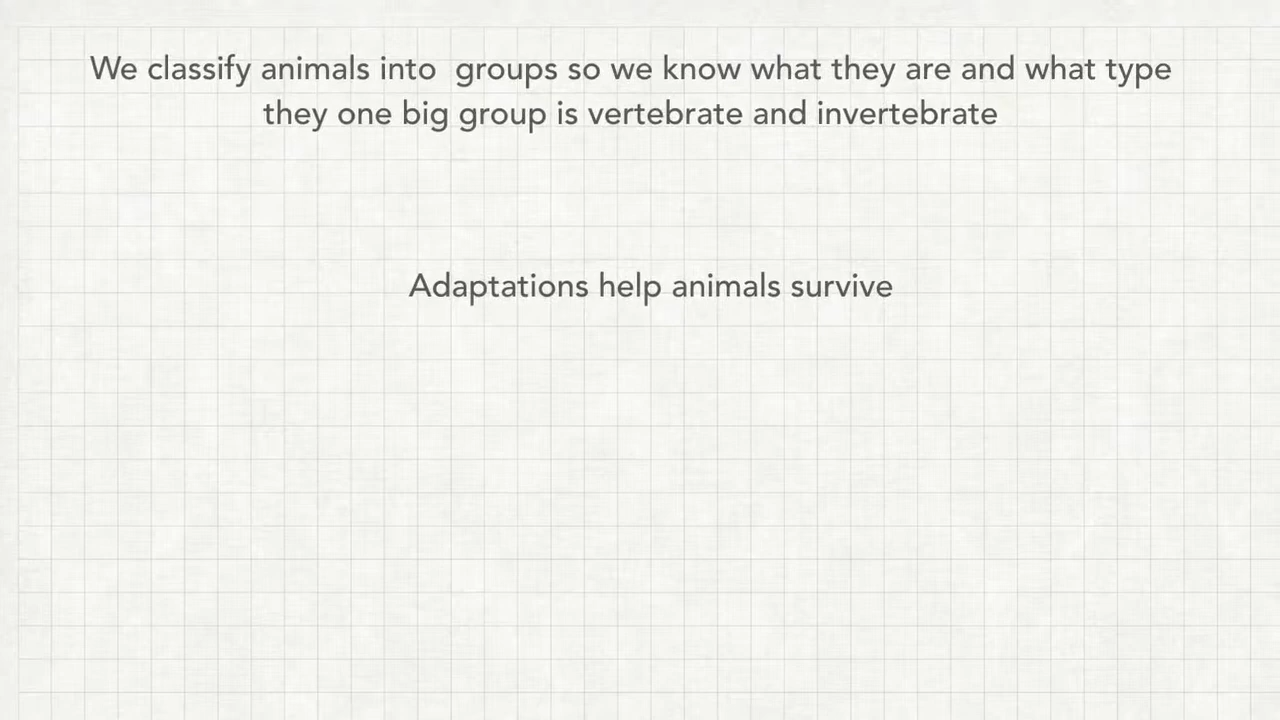 We classify animals into  groups so we know what they are and what type
they one big group is vertebrate and invertebrate
Adaptations help animals survive